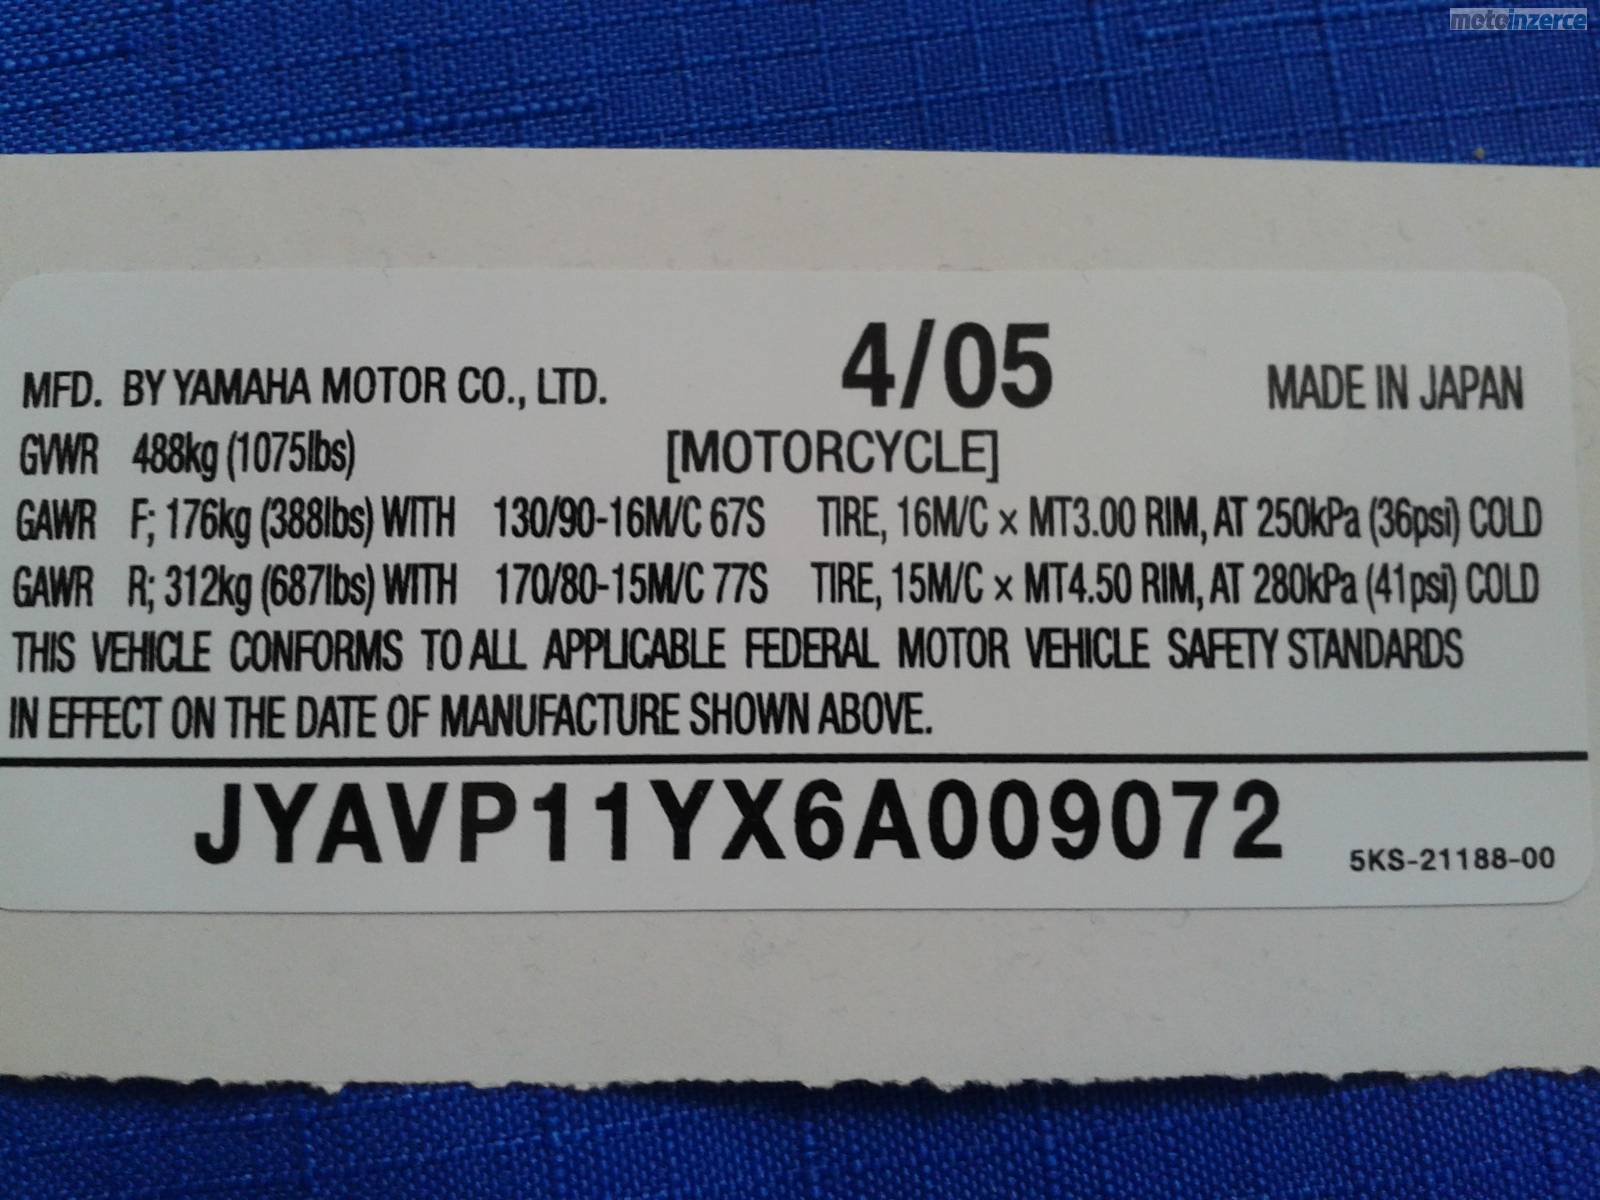 motoinzerce
4/05
MFD. BY YAMAHA MOTOR CO., LTD. MADE IN JAPAN
GVWR 488kg (1075lbs) [MOTORCYCLE]
GAWR F; 176kg (388lbs) WITH 130/90-16M/C 67S TIRE, 16M/C × MT3.00 RIM, AT 250kPa (36psi) COLD
GAWR R; 312kg (687lbs) WITH 170/80-15M/C 77S TIRE, 15M/C × MT4.50 RIM, AT 280kPa (41psi) COLD
THIS VEHICLE CONFORMS TO ALL APPLICABLE FEDERAL MOTOR VEHICLE SAFETY STANDARDS
IN EFFECT ON THE DATE OF MANUFACTURE SHOWN ABOVE.
JYAVP11YX6A009072
5KS-21188-00